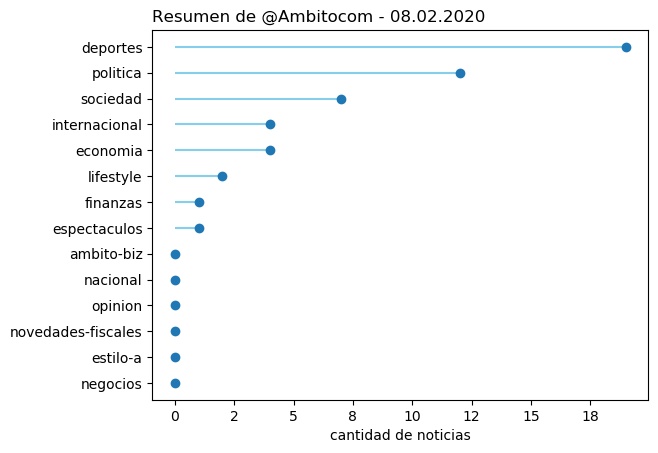 Resumen de @Ambitocom - 08.02.2020
deportes
politica
sociedad
internacional
economia
lifestyle
finanzas
espectaculos
ambito-biz
nacional
opinion
novedades-fiscales
estilo-a
negocios
0 2 5 8 10 12 15 18
cantidad de noticias